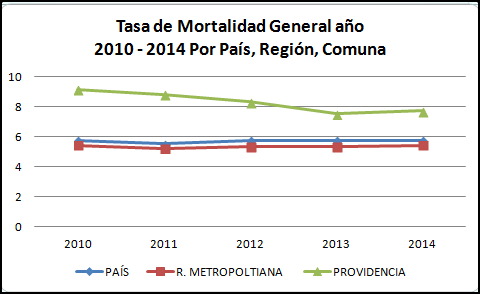 Tasa de Mortalidad General año
2010 - 2014 Por País, Región, Comuna
10
8
6
4
2
0
2010 2011 2012 2013 2014
PAÍS R. METROPOLTIANA PROVIDENCIA